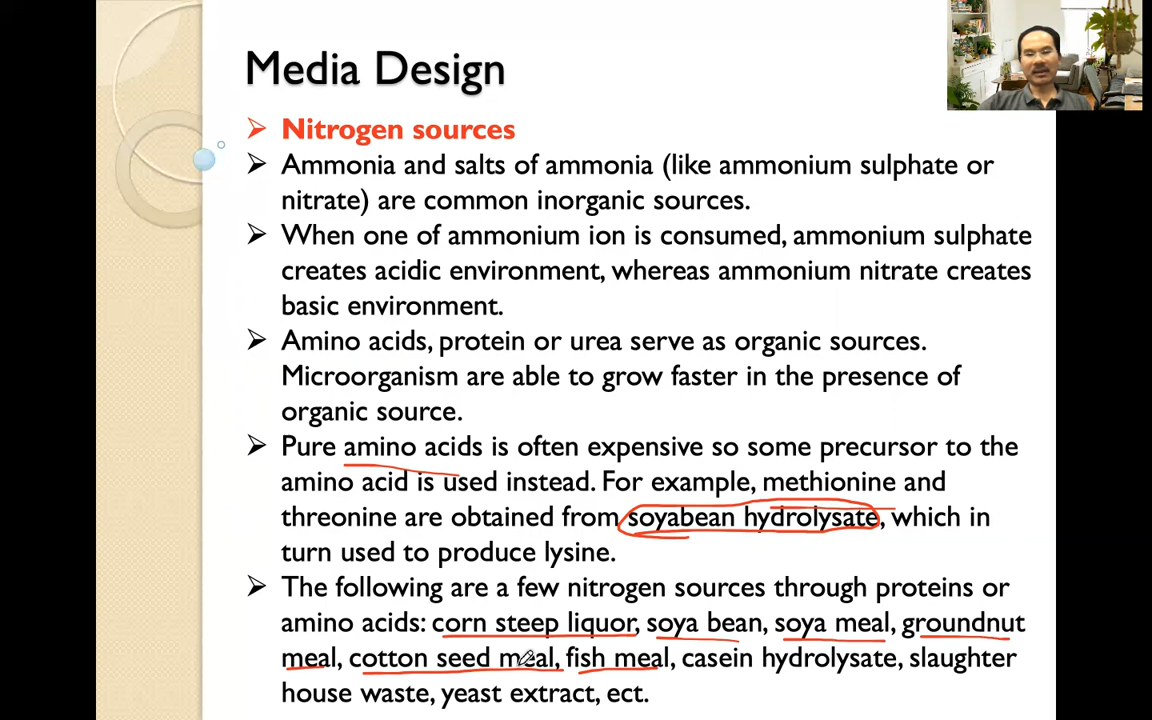 Media Design
➢ Nitrogen sources
➢ Ammonia and salts of ammonia (like ammonium sulphate or
nitrate) are common inorganic sources.
➢ When one of ammonium ion is consumed, ammonium sulphate
creates acidic environment, whereas ammonium nitrate creates
basic environment.
➢ Amino acids, protein or urea serve as organic sources.
Microorganism are able to grow faster in the presence of
organic source.
➢ Pure amino acids is often expensive so some precursor to the
amino acid is used instead. For example, methionine and
threonine are obtained from soyabean hydrolysate, which in
turn used to produce lysine.
➢ The following are a few nitrogen sources through proteins or
amino acids: corn steep liquor, soya bean, soya meal, groundnut
meal, cotton seed meal, fish meal, casein hydrolysate, slaughter
house waste, yeast extract, ect.